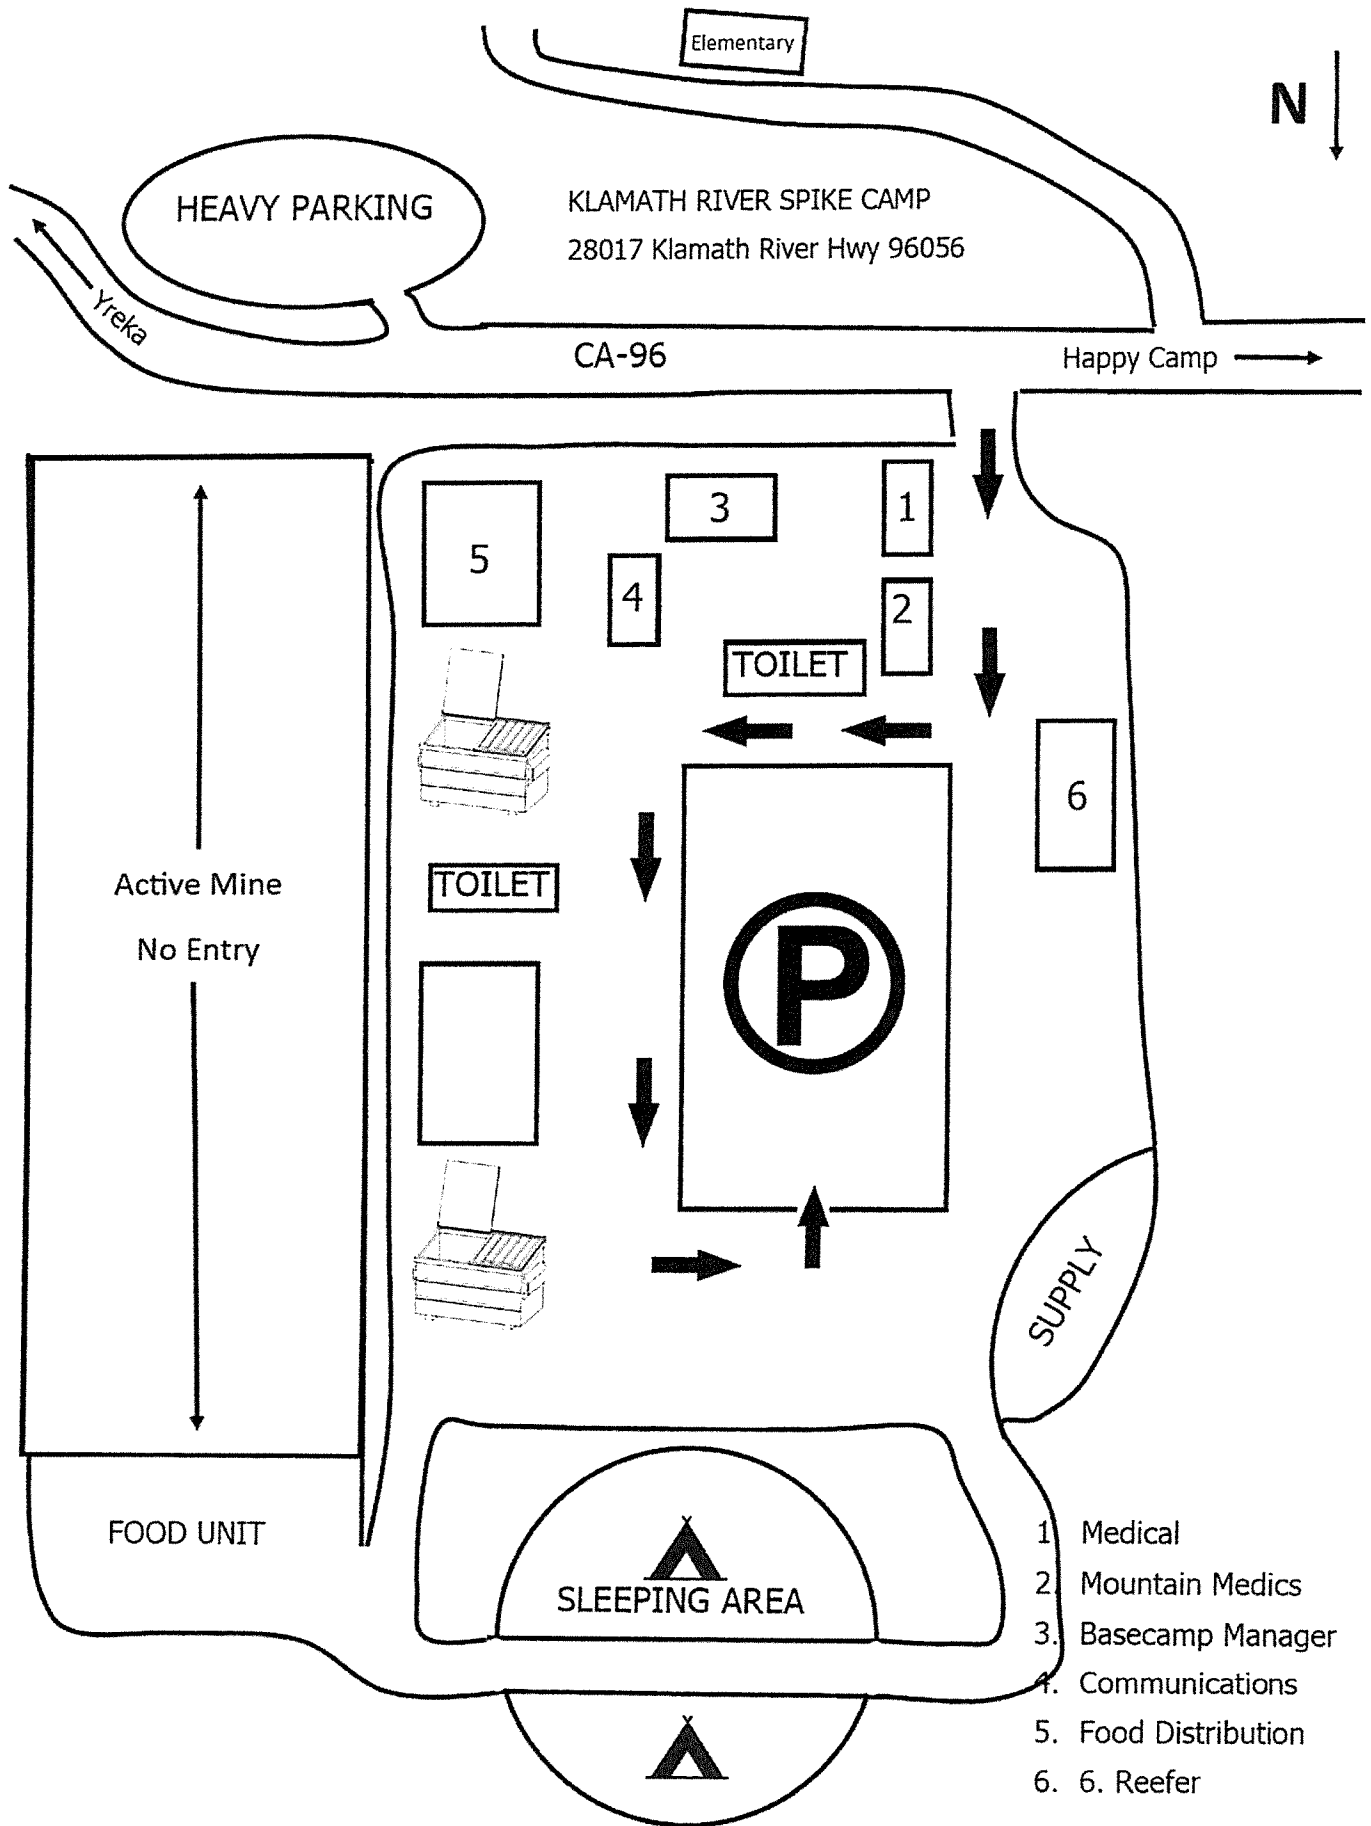 Elementary
N
HEAVY PARKING
KLAMATH RIVER SPIKE CAMP
28017 Klamath River Hwy 96056
Yreka
CA-96
Happy Camp
3
1
5
4
2
TOILET
6
Active Mine
No Entry
TOILET
P
SUPPLY
FOOD UNIT
SLEEPING AREA
1 Medical
2. Mountain Medics
3. Basecamp Manager
4. Communications
5. Food Distribution
6. 6. Reefer